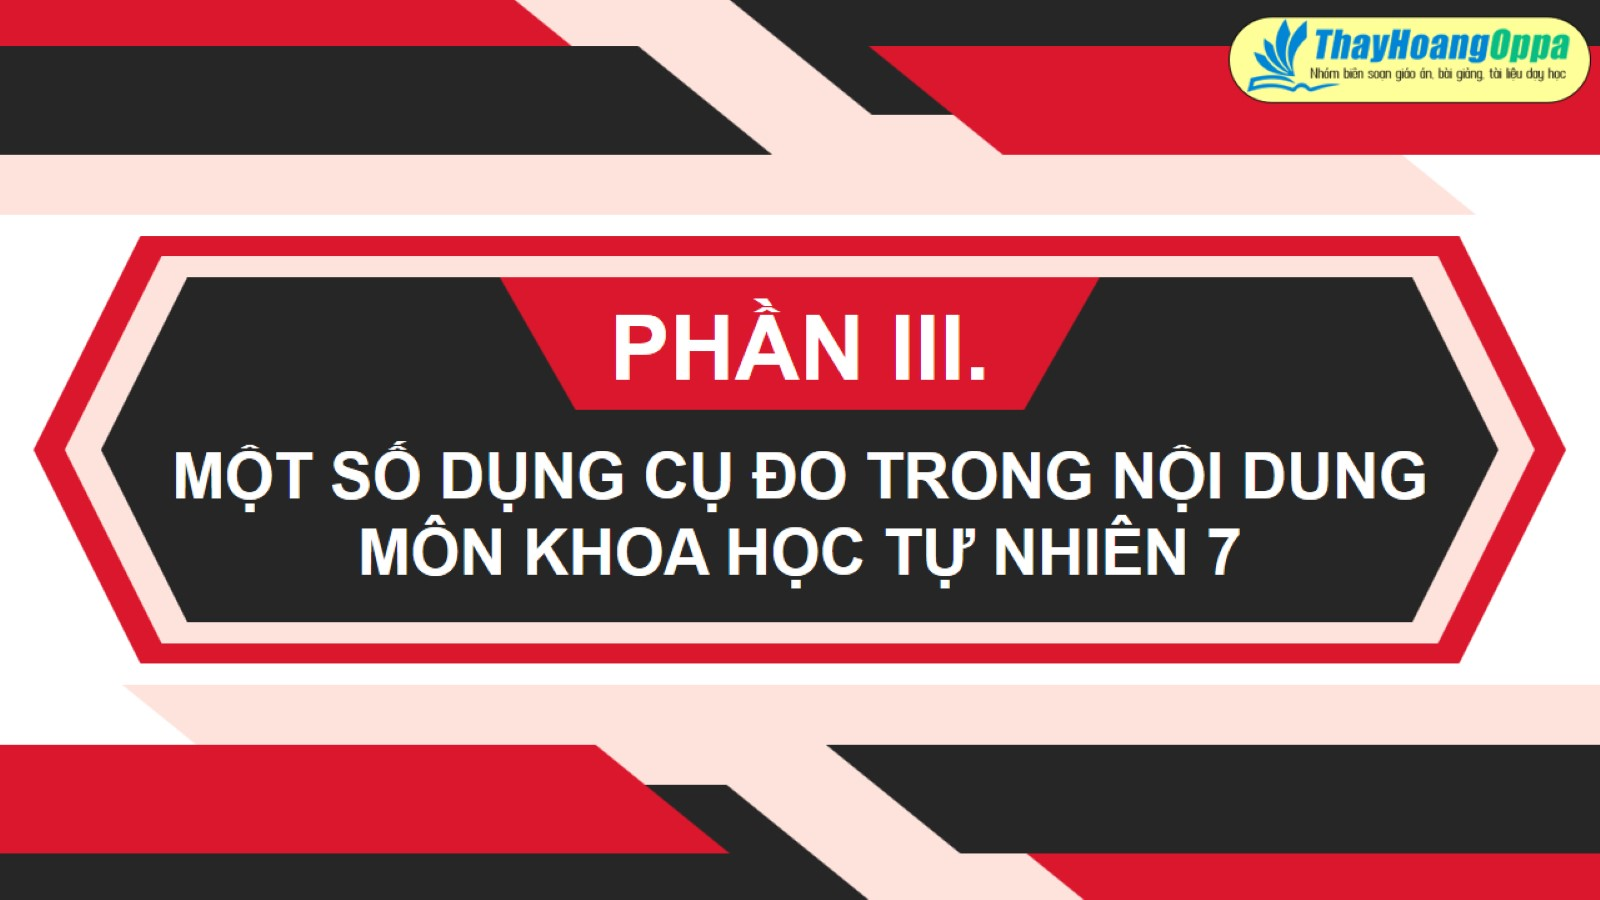 ThayHoangOppa
Nhóm biên soạn giáo án, bài giảng, tài liệu dạy học
PHẦN III.
MỘT SỐ DỤNG CỤ ĐO TRONG NỘI DUNG
MÔN KHOA HỌC TỰ NHIÊN 7